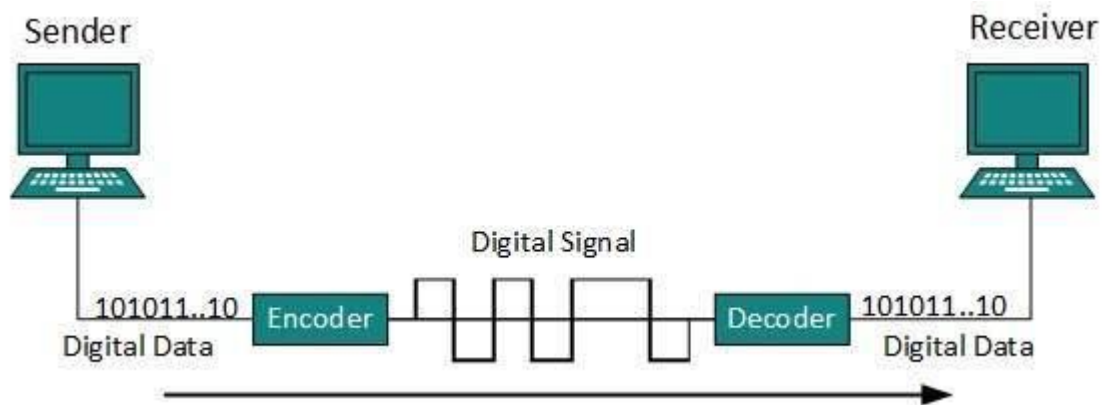 Sender
Receiver
Digital Signal
101011..10
Encoder
Decoder
101011..10
Digital Data
Digital Data